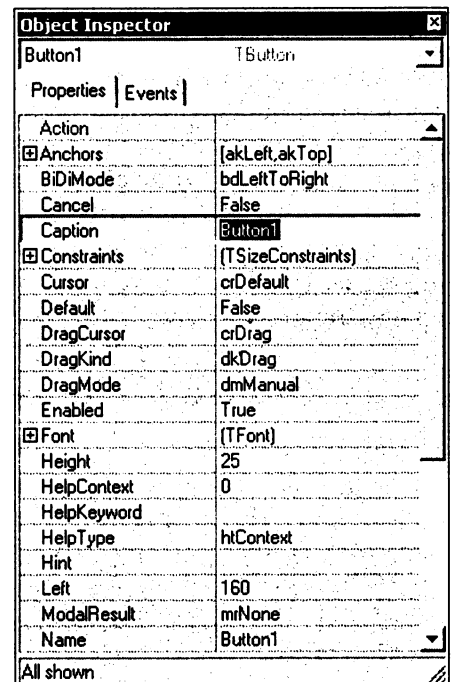 Object Inspector
Button1 TButton
Properties Events
Action
Anchors [akLeft,akTop]
BiDiMode bdLeftToRight
Cancel False
Caption Button1
Constraints (TSizeConstraints)
Cursor crDefault
Default False
DragCursor crDrag
DragKind dkDrag
DragMode dmManual
Enabled True
Font (TFont)
Height 25
HelpContext 0
HelpKeyword
HelpType htContext
Hint
Left 160
ModalResult mrNone
Name Button1
All shown